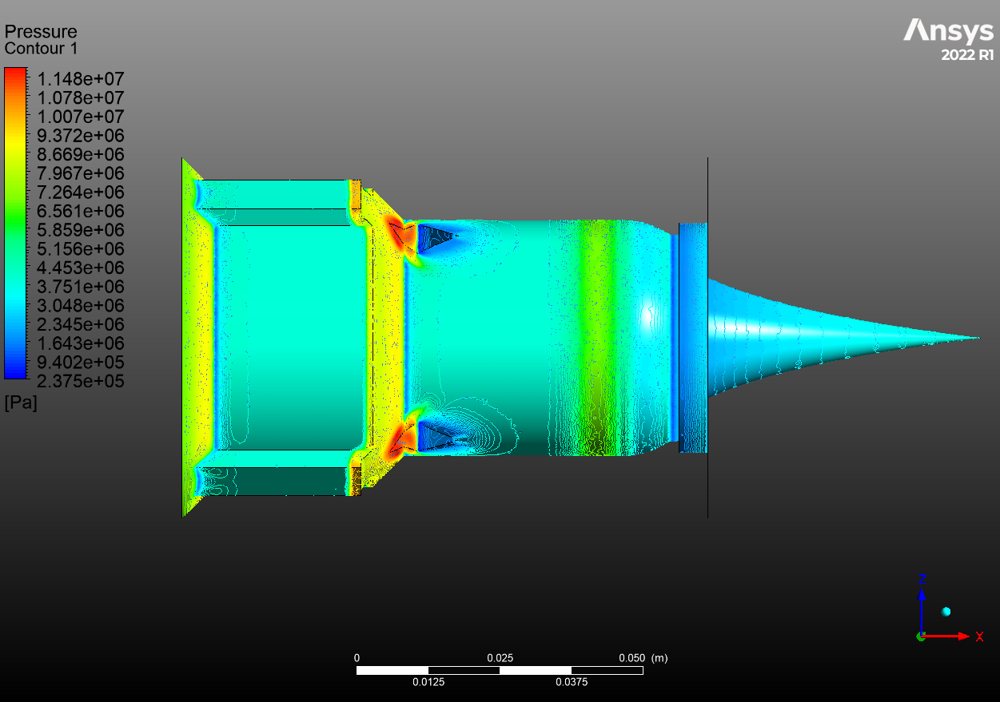 Pressure
Contour 1
1.148e+07
1.078e+07
1.007e+07
9.372e+06
8.669e+06
7.967e+06
7.264e+06
6.561e+06
5.859e+06
5.156e+06
4.453e+06
3.751e+06
3.048e+06
2.345e+06
1.643e+06
9.402e+05
2.375e+05
[Pa]
Ansys
2022 R1
Z
X
0 0.025 0.050 (m)
0.0125 0.0375